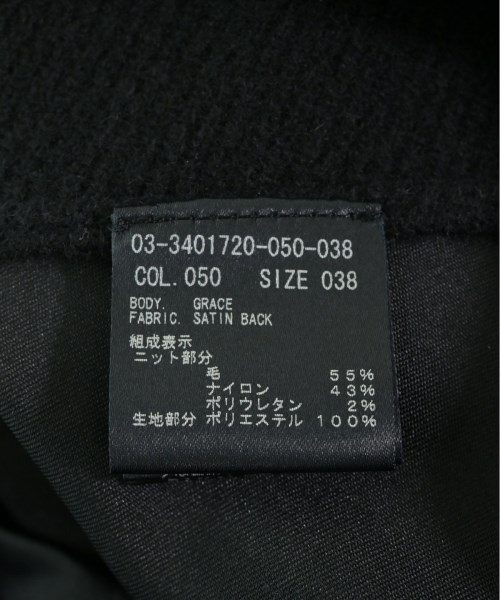 03-3401720-050-038
COL. 050 SIZE 038
BODY. GRACE
FABRIC. SATIN BACK
組成表示
ニット部分
毛 55%
ナイロン 43%
ポリウレタン 2%
生地部分 ポリエステル 100%